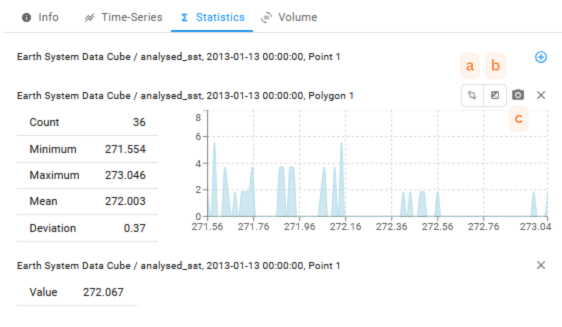 Info Time-Series Σ Statistics Volume
Earth System Data Cube / analysed_sst, 2013-01-13 00:00:00, Point 1
a b
Earth System Data Cube / analysed_sst, 2013-01-13 00:00:00, Polygon 1
c
Count 36
Minimum 271.554
Maximum 273.046
Mean 272.003
Deviation 0.37
8
6
4
2
0
271.56 271.76 271.96 272.16 272.36 272.56 272.76 273.04
Earth System Data Cube / analysed_sst, 2013-01-13 00:00:00, Point 1
Value 272.067